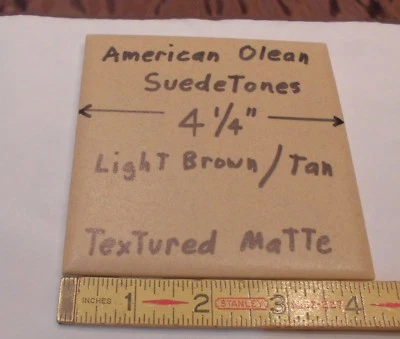 American Olean
SuedeTones
4 1/4"
Light Brown / Tan
Textured Matte
INCHES 1 2 STANLEY 3 4